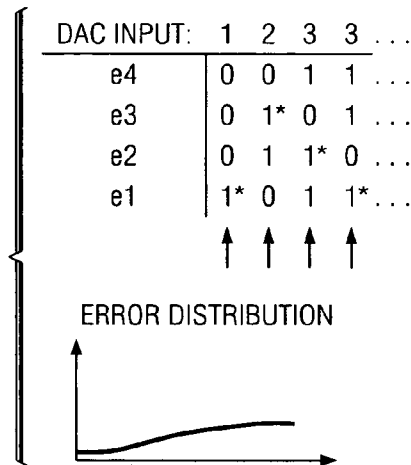 DAC INPUT: 1 2 3 3 ...
e4 0 0 1 1 ...
e3 0 1* 0 1 ...
e2 0 1 1* 0 ...
e1 1* 0 1 1* ...
ERROR DISTRIBUTION